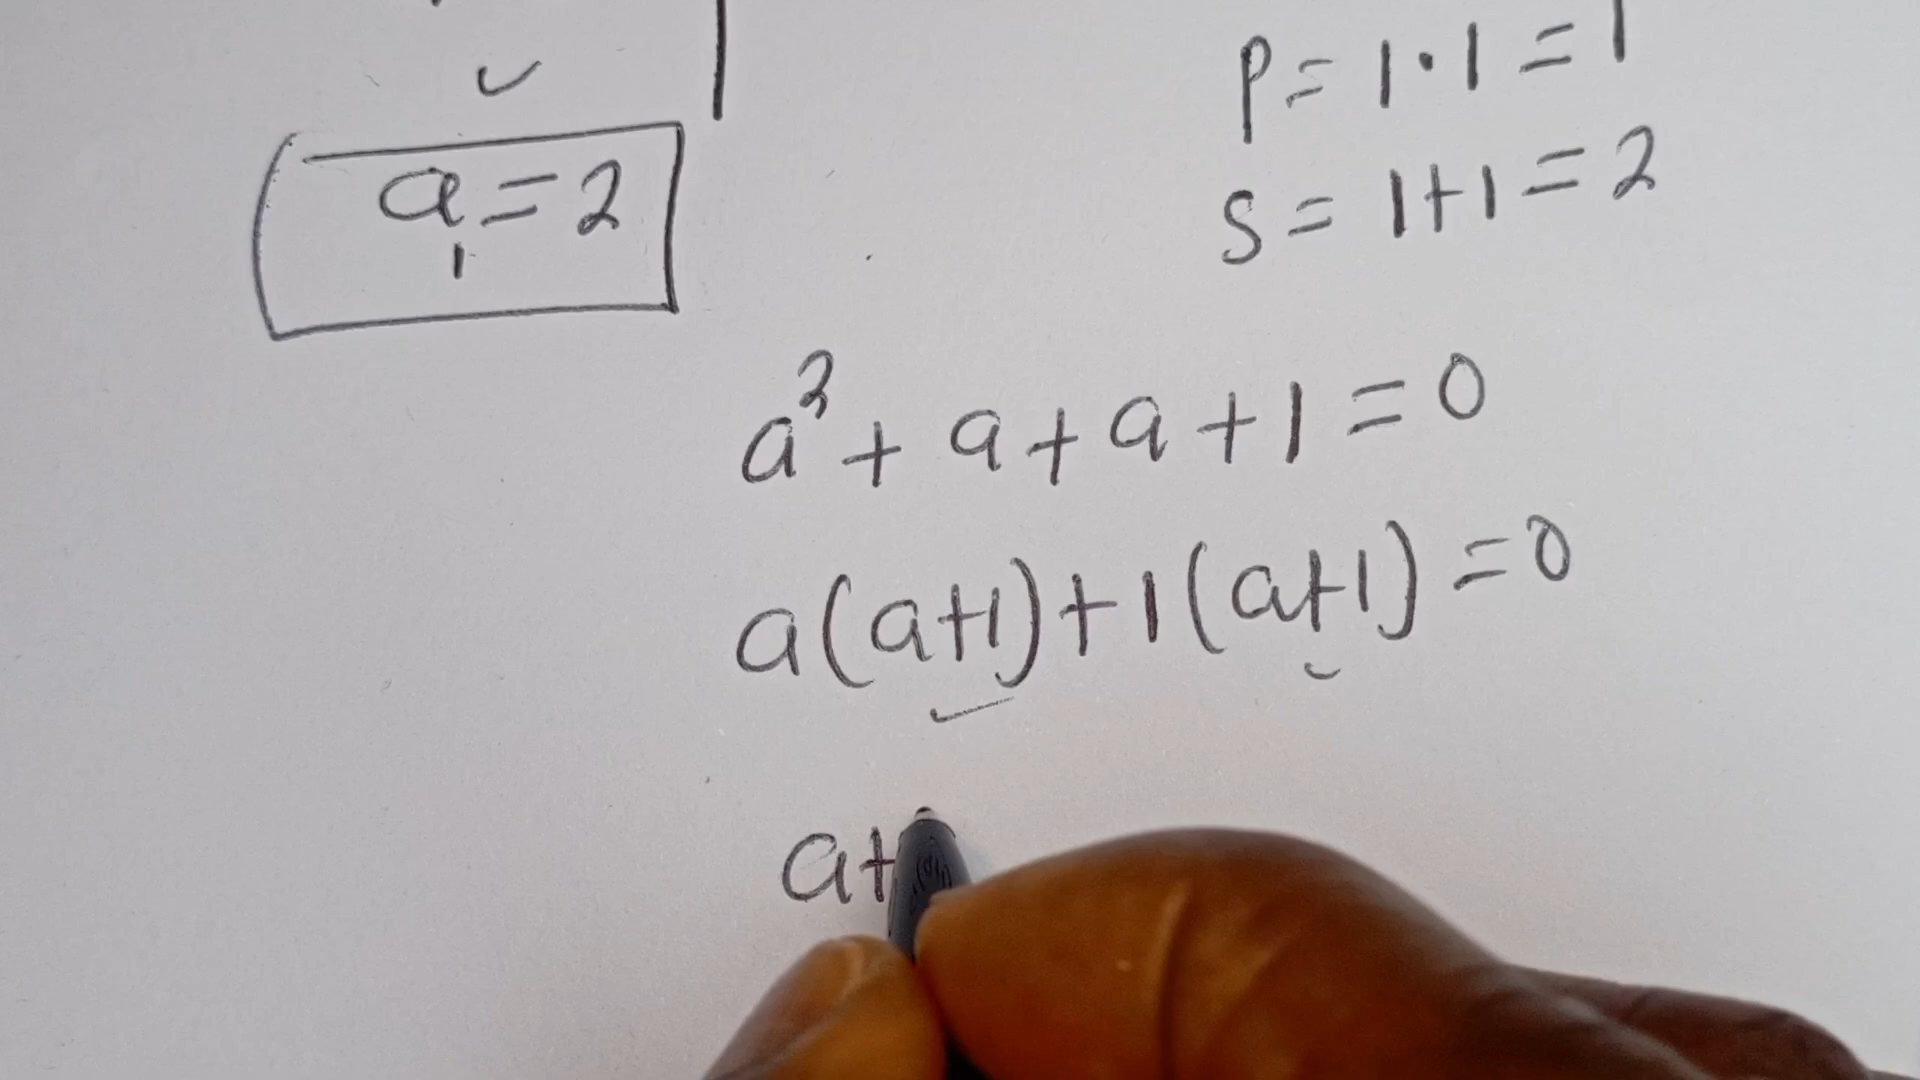 P = 1·1 = 1
S = 1+1 = 2
a₁ = 2
a² + a + a + 1 = 0
a(a+1) + 1(a+1) = 0
a+